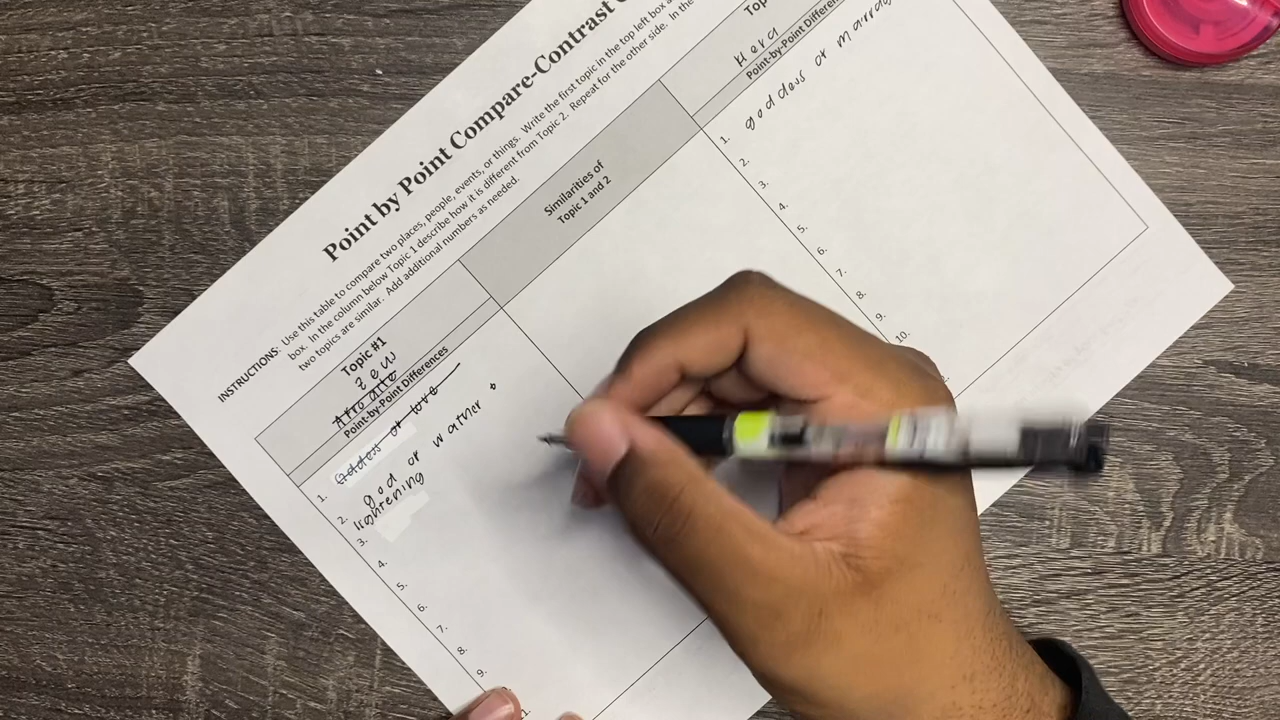 Point by Point Compare-Contrast
INSTRUCTIONS: Use this table to compare two places, people, events, or things. Write the first topic in the top left box
box. In the column below Topic 1 describe how it is different from Topic 2. Repeat for the other side. In the
two topics are similar. Add additional numbers as needed.
Topic #1
Zeus
Afrodite
Point-by-Point Differences
1. Goddess of love
2. god of wather
lightening
3.
4.
5.
6.
7.
8.
9.
Similarities of
Topic 1 and 2
Hera
Point-by-Point
1. goddess of
2.
3.
4.
5.
6.
7.
8.
9.
10.